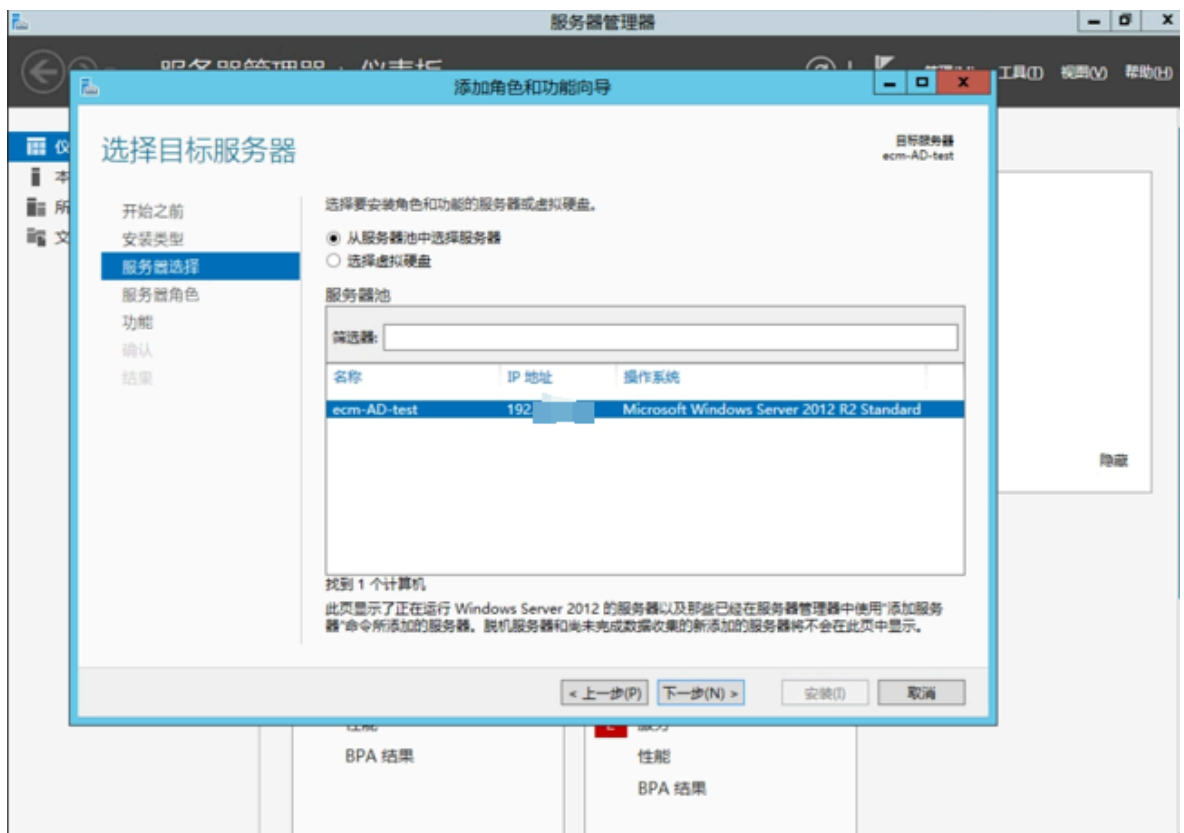 服务器管理器
工具(T) 视图(V) 帮助(H)
添加角色和功能向导
选择目标服务器
目标服务器
ecm-AD-test
开始之前
安装类型
服务器选择
服务器角色
功能
确认
结果
选择要安装角色和功能的服务器或虚拟硬盘。
从服务器池中选择服务器
选择虚拟硬盘
服务器池
筛选器:
名称 IP 地址 操作系统
ecm-AD-test 192. Microsoft Windows Server 2012 R2 Standard
找到 1 个计算机
此页显示了正在运行 Windows Server 2012 的服务器以及那些已经在服务器管理器中使用"添加服务
器"命令所添加的服务器。脱机服务器和尚未完成数据收集的新添加的服务器将不会在此页中显示。
< 上一步(P) 下一步(N) > 安装(I) 取消
隐藏
BPA 结果
性能
BPA 结果